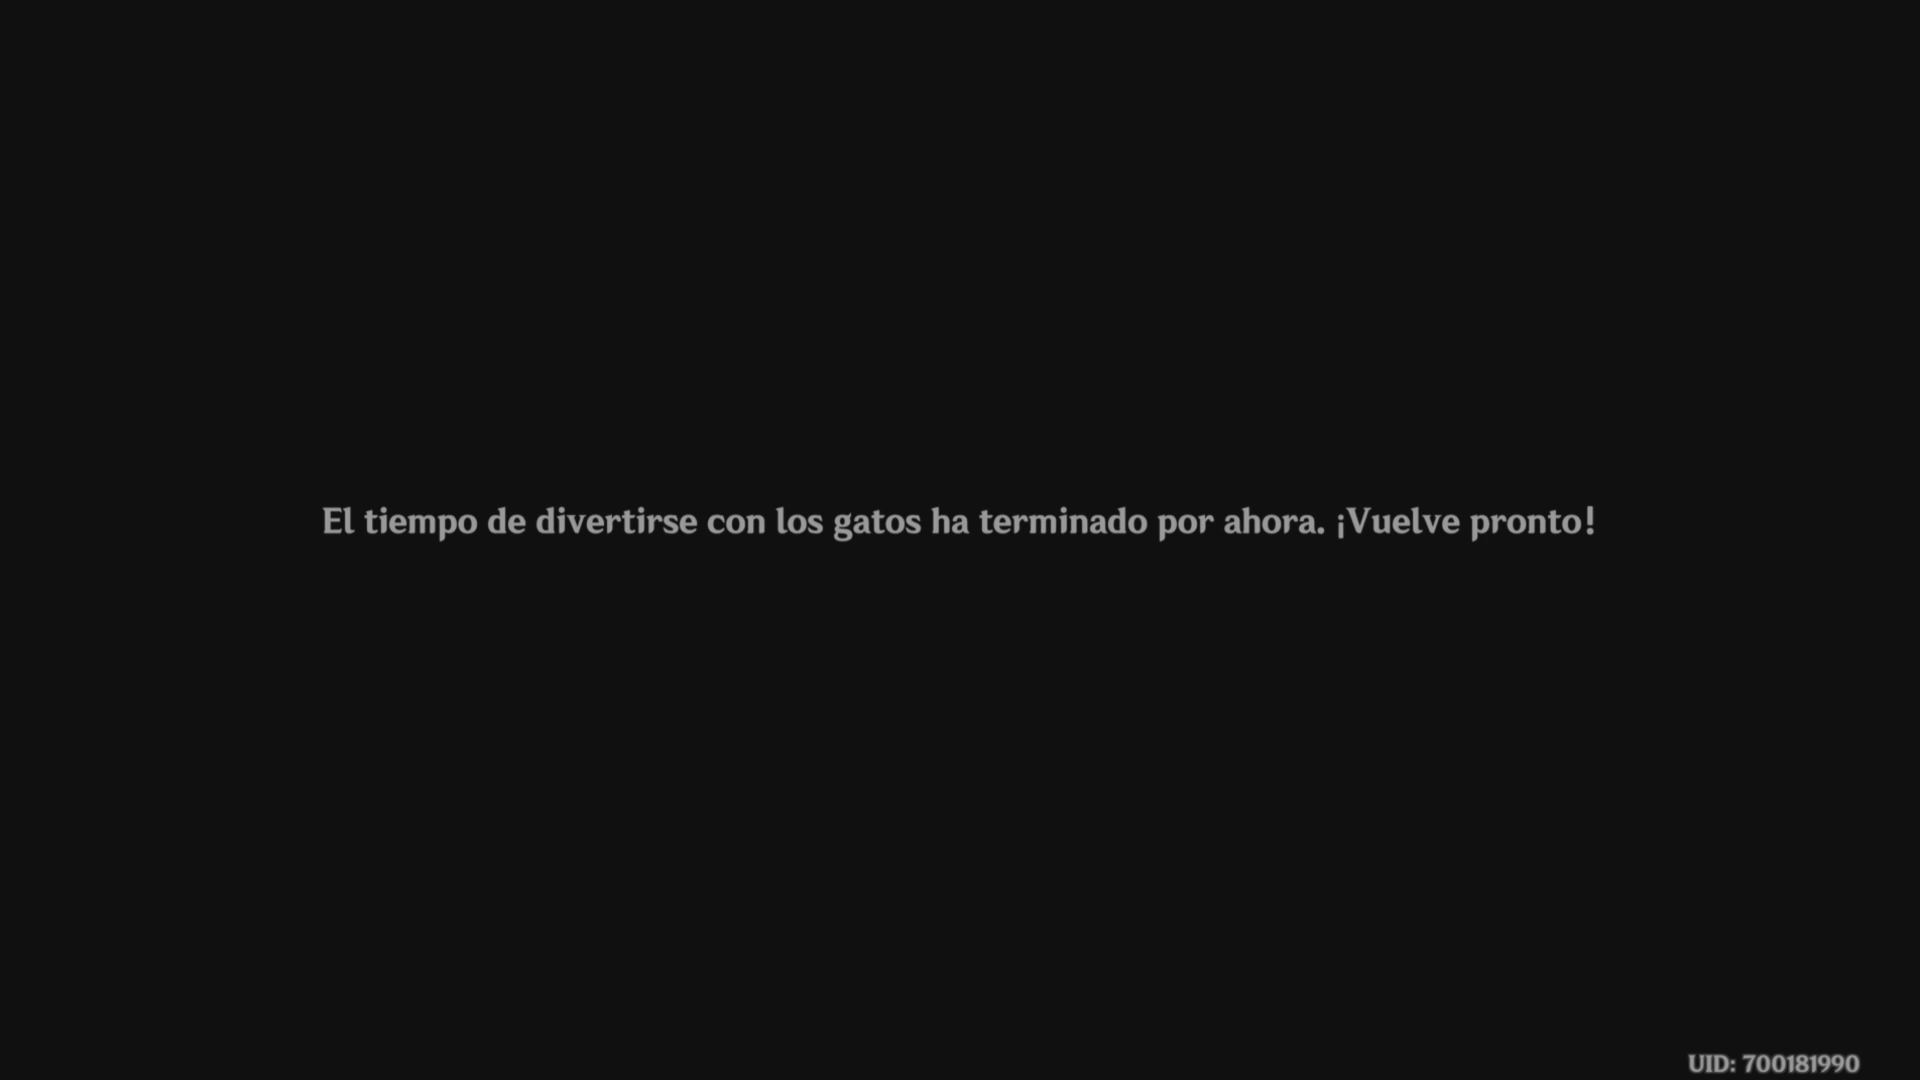 El tiempo de divertirse con los gatos ha terminado por ahora. ¡Vuelve pronto!
UID: 700181990